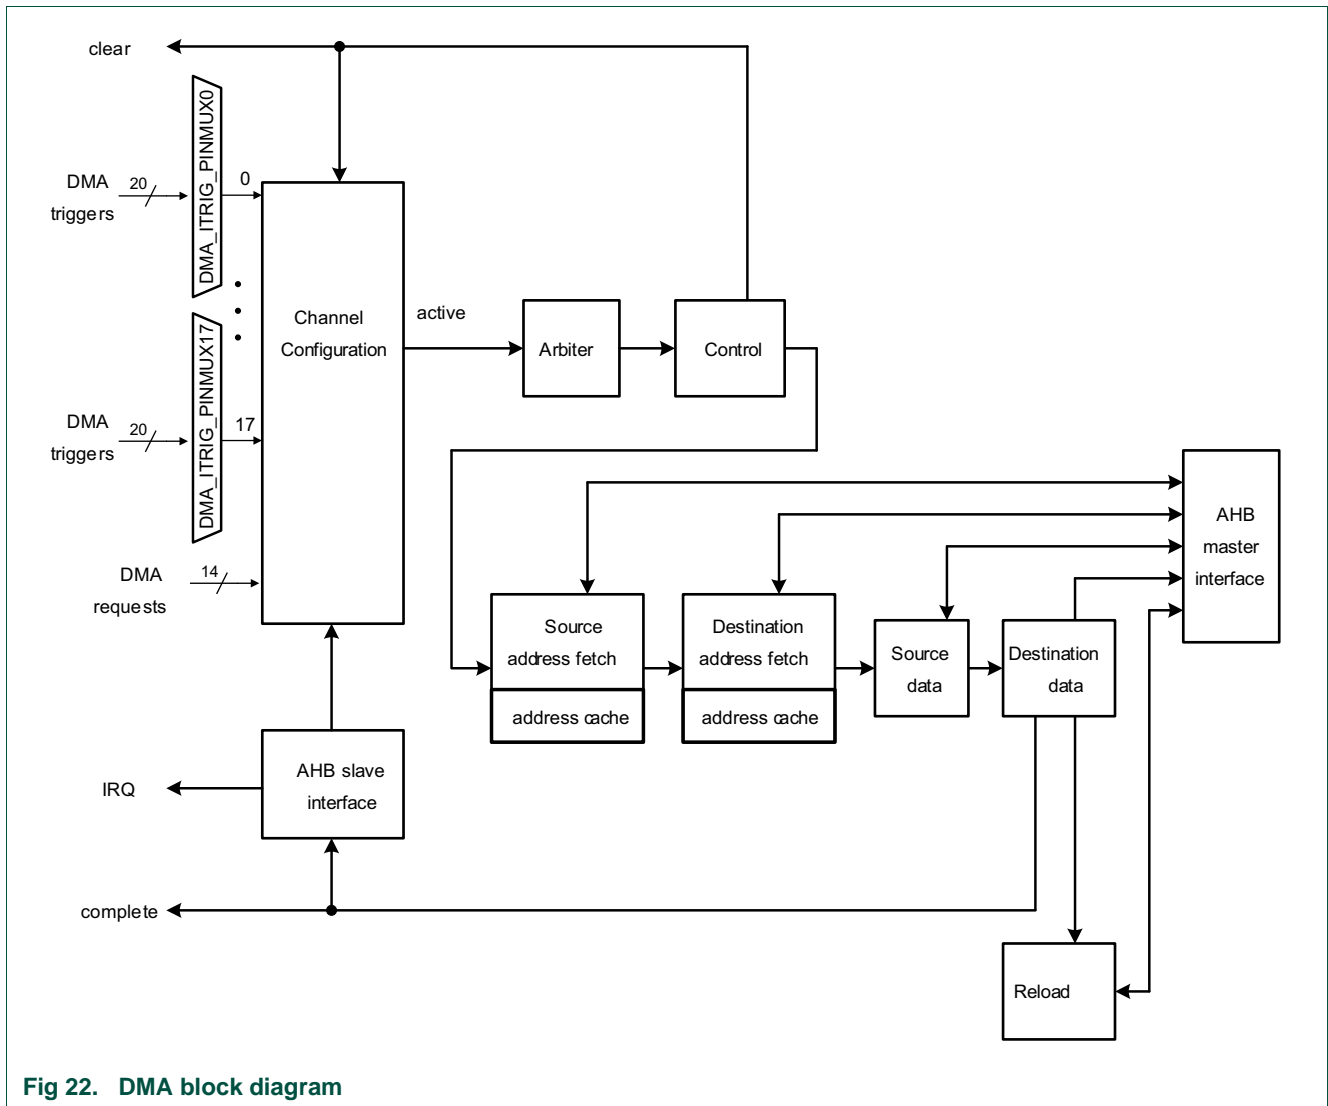 clear
DMA_ITRIG_PINMUX0
DMA
triggers
20
0
Channel
Configuration
active
Arbiter
Control
DMA_ITRIG_PINMUX17
DMA
triggers
20
17
AHB
master
interface
DMA
requests
14
Source
address fetch
address cache
Destination
address fetch
address cache
Source
data
Destination
data
AHB slave
interface
IRQ
complete
Reload
Fig 22. DMA block diagram